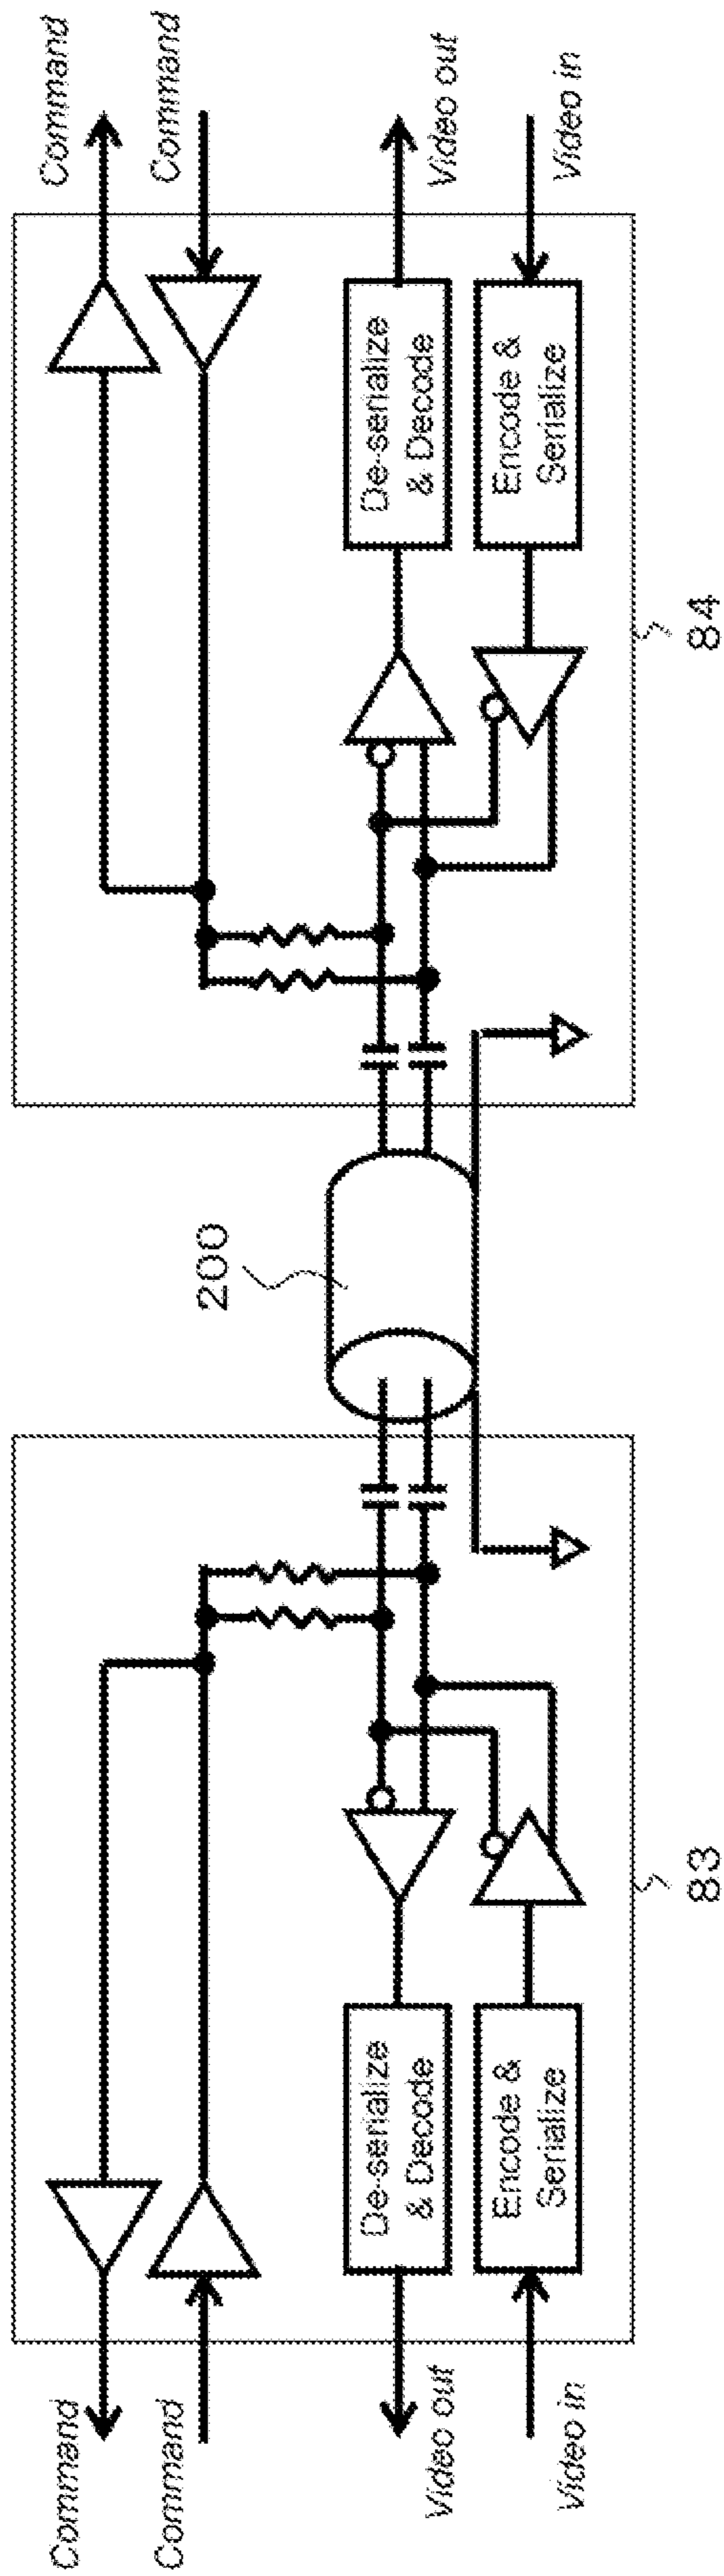 Command
Command
Video out
Video in
De-serialize
& Decode
Encode &
Serialize
83
200
De-serialize
& Decode
Encode &
Serialize
84
Command
Command
Video out
Video in